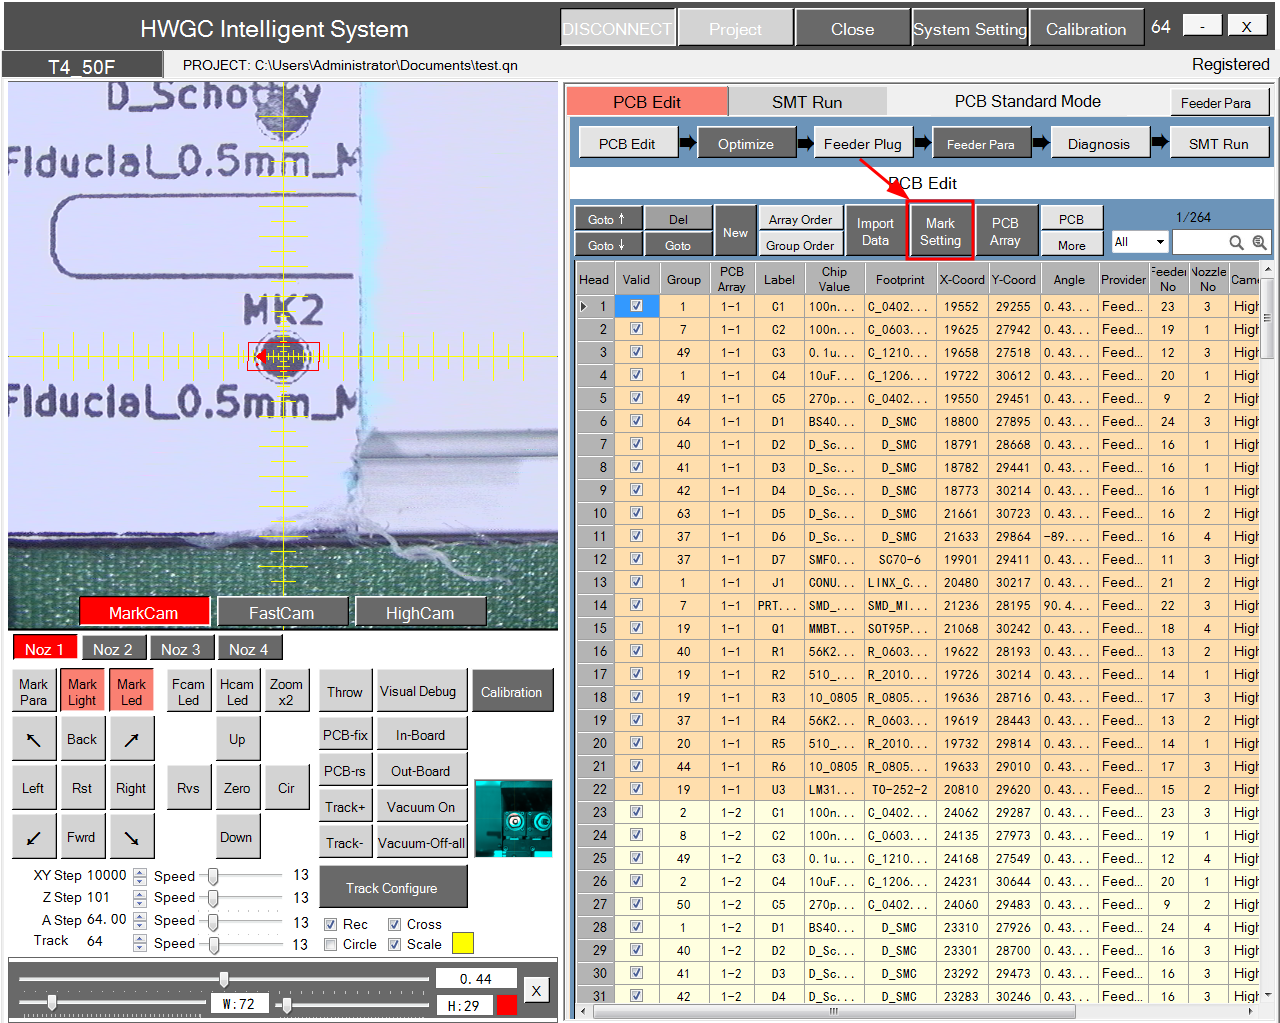 HWGC Intelligent System DISCONNECT Project Close System Setting Calibration 64 - X
T4_50F PROJECT: C:\Users\Administrator\Documents\test.qn Registered
D_Schottky
Fiducial_0.5mm_M
MK2
Fiducial_0.5mm_M
MarkCam FastCam HighCam
Noz 1 Noz 2 Noz 3 Noz 4
Mark Para Mark Light Mark Led Fcam Led Hcam Led Zoom x2 Throw Visual Debug Calibration
Back Up PCB-fix In-Board
Left Rst Right Rvs Zero Cir PCB-rs Out-Board
Track+ Vacuum On
Fwrd Down Track- Vacuum-Off-all
XY Step 10000 Speed 13
Z Step 101 Speed 13
A Step 64.00 Speed 13
Track 64 Speed 13
Track Configure
Rec Cross
Circle Scale
0.44
W:72 H:29 X
PCB Edit SMT Run PCB Standard Mode Feeder Para
PCB Edit Optimize Feeder Plug Feeder Para Diagnosis SMT Run
PCB Edit
Goto ↑ Del New Array Order Import Data Mark Setting PCB Array PCB 1/264
Goto ↓ Goto Group Order More All
Head Valid Group PCB Array Label Chip Value Footprint X-Coord Y-Coord Angle Provider Feeder No Nozzle No Came
1 1 1-1 C1 100n... C_0402... 19552 29255 0.43... Feed... 23 3 High
2 7 1-1 C2 100n... C_0603... 19625 27942 0.43... Feed... 19 1 High
3 49 1-1 C3 0.1u... C_1210... 19658 27518 0.43... Feed... 12 3 High
4 1 1-1 C4 10uF... C_1206... 19722 30612 0.43... Feed... 20 1 High
5 49 1-1 C5 270p... C_0402... 19550 29451 0.43... Feed... 9 2 High
6 64 1-1 D1 BS40... D_SMC 18800 27895 0.43... Feed... 24 3 High
7 40 1-1 D2 D_Sc... D_SMC 18791 28668 0.43... Feed... 16 1 High
8 41 1-1 D3 D_Sc... D_SMC 18782 29441 0.43... Feed... 16 1 High
9 42 1-1 D4 D_Sc... D_SMC 18773 30214 0.43... Feed... 16 1 High
10 63 1-1 D5 D_Sc... D_SMC 21661 30723 0.43... Feed... 16 2 High
11 37 1-1 D6 D_Sc... D_SMC 21633 29864 -89.... Feed... 16 4 High
12 37 1-1 D7 SMF0... SC70-6 19901 29411 0.43... Feed... 11 3 High
13 1 1-1 J1 CONU... LINX_C... 20480 30217 0.43... Feed... 21 2 High
14 7 1-1 PRT... SMD_... SMD_MI... 21236 28195 90.4... Feed... 22 3 High
15 19 1-1 Q1 MMBT... SOT95P... 21068 30242 0.43... Feed... 18 4 High
16 40 1-1 R1 56K2... R_0603... 19622 28193 0.43... Feed... 13 2 High
17 19 1-1 R2 510_... R_2010... 19726 30214 0.43... Feed... 14 1 High
18 19 1-1 R3 10_0805 R_0805... 19636 28716 0.43... Feed... 17 3 High
19 37 1-1 R4 56K2... R_0603... 19619 28443 0.43... Feed... 13 2 High
20 20 1-1 R5 510_... R_2010... 19732 29814 0.43... Feed... 14 1 High
21 44 1-1 R6 10_0805 R_0805... 19633 29010 0.43... Feed... 17 3 High
22 19 1-1 U3 LM31... TO-252-2 20810 29620 0.43... Feed... 15 2 High
23 2 1-2 C1 100n... C_0402... 24062 29287 0.43... Feed... 23 3 High
24 8 1-2 C2 100n... C_0603... 24135 27973 0.43... Feed... 19 1 High
25 49 1-2 C3 0.1u... C_1210... 24168 27549 0.43... Feed... 12 4 High
26 2 1-2 C4 10uF... C_1206... 24231 30644 0.43... Feed... 20 1 High
27 50 1-2 C5 270p... C_0402... 24060 29483 0.43... Feed... 9 2 High
28 1 1-2 D1 BS40... D_SMC 23310 27926 0.43... Feed... 24 4 High
29 40 1-2 D2 D_Sc... D_SMC 23301 28700 0.43... Feed... 16 3 High
30 41 1-2 D3 D_Sc... D_SMC 23292 29473 0.43... Feed... 16 3 High
31 42 1-2 D4 D_Sc... D_SMC 23283 30246 0.43... Feed... 16 3 High